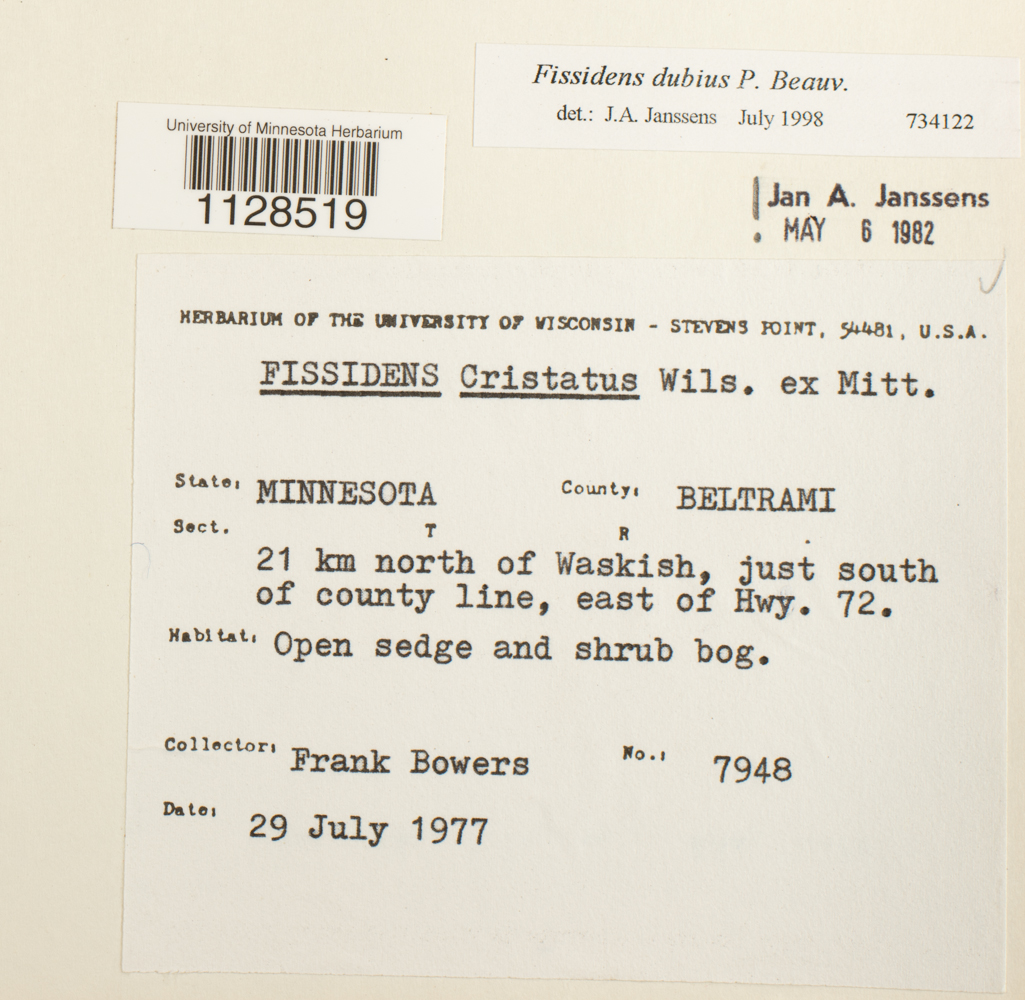 Fissidens dubius P. Beauv.
det.: J.A. Janssens July 1998 734122
University of Minnesota Herbarium
1128519
Jan A. Janssens
MAY 6 1982
HERBARIUM OF THE UNIVERSITY OF WISCONSIN - STEVENS POINT, 54481, U.S.A.
FISSIDENS Cristatus Wils. ex Mitt.
State: MINNESOTA County: BELTRAMI
Sect. T R
21 km north of Waskish, just south
of county line, east of Hwy. 72.
Habitat: Open sedge and shrub bog.
Collector: Frank Bowers No.: 7948
Date: 29 July 1977